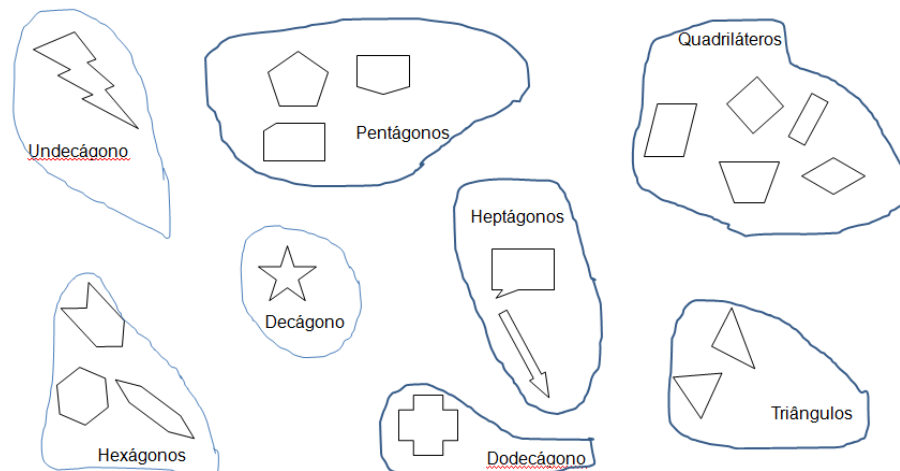 Quadriláteros
Pentágonos
Undecágono
Heptágonos
Decágono
Triângulos
Hexágonos
Dodecágono